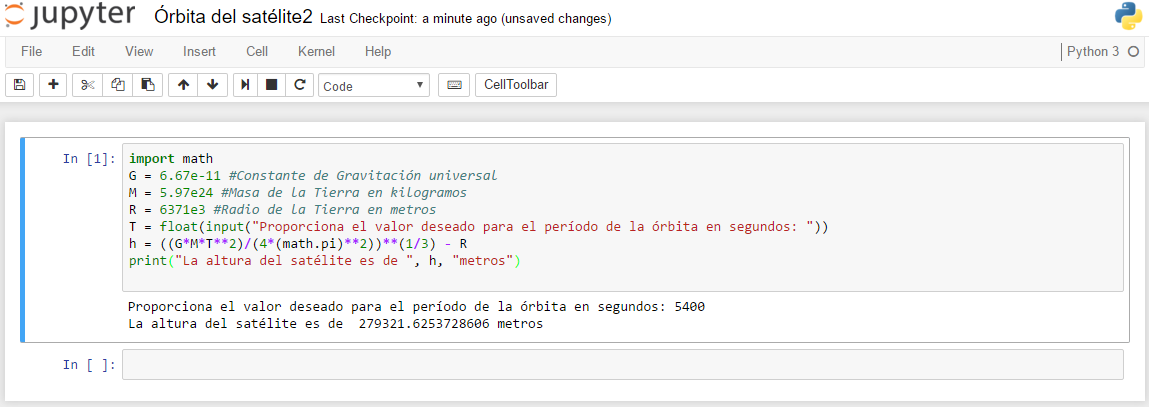 jupyter Órbita del satélite2 Last Checkpoint: a minute ago (unsaved changes)
File Edit View Insert Cell Kernel Help Python 3
Code CellToolbar
In [1]: import math
G = 6.67e-11 #Constante de Gravitación universal
M = 5.97e24 #Masa de la Tierra en kilogramos
R = 6371e3 #Radio de la Tierra en metros
T = float(input("Proporciona el valor deseado para el período de la órbita en segundos: "))
h = ((G*M*T**2)/(4*(math.pi)**2))**(1/3) - R
print("La altura del satélite es de ", h, "metros")
Proporciona el valor deseado para el período de la órbita en segundos: 5400
La altura del satélite es de  279321.6253728606 metros
In [ ]: